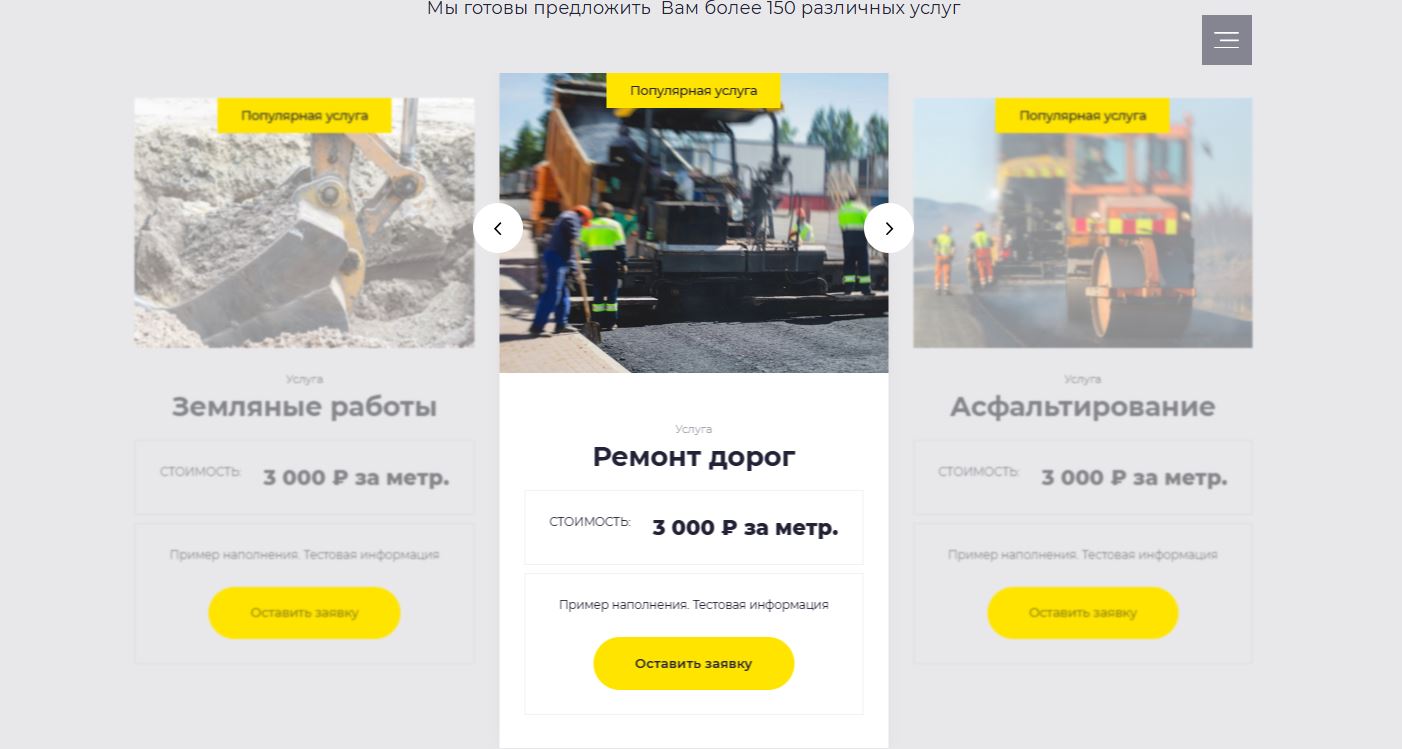 Мы готовы предложить  Вам более 150 различных услуг
Популярная услуга
Услуга
Земляные работы
СТОИМОСТЬ: 3 000 ₽ за метр.
Пример наполнения. Тестовая информация
Оставить заявку
Популярная услуга
Услуга
Ремонт дорог
СТОИМОСТЬ: 3 000 ₽ за метр.
Пример наполнения. Тестовая информация
Оставить заявку
Популярная услуга
Услуга
Асфальтирование
СТОИМОСТЬ: 3 000 ₽ за метр.
Пример наполнения. Тестовая информация
Оставить заявку